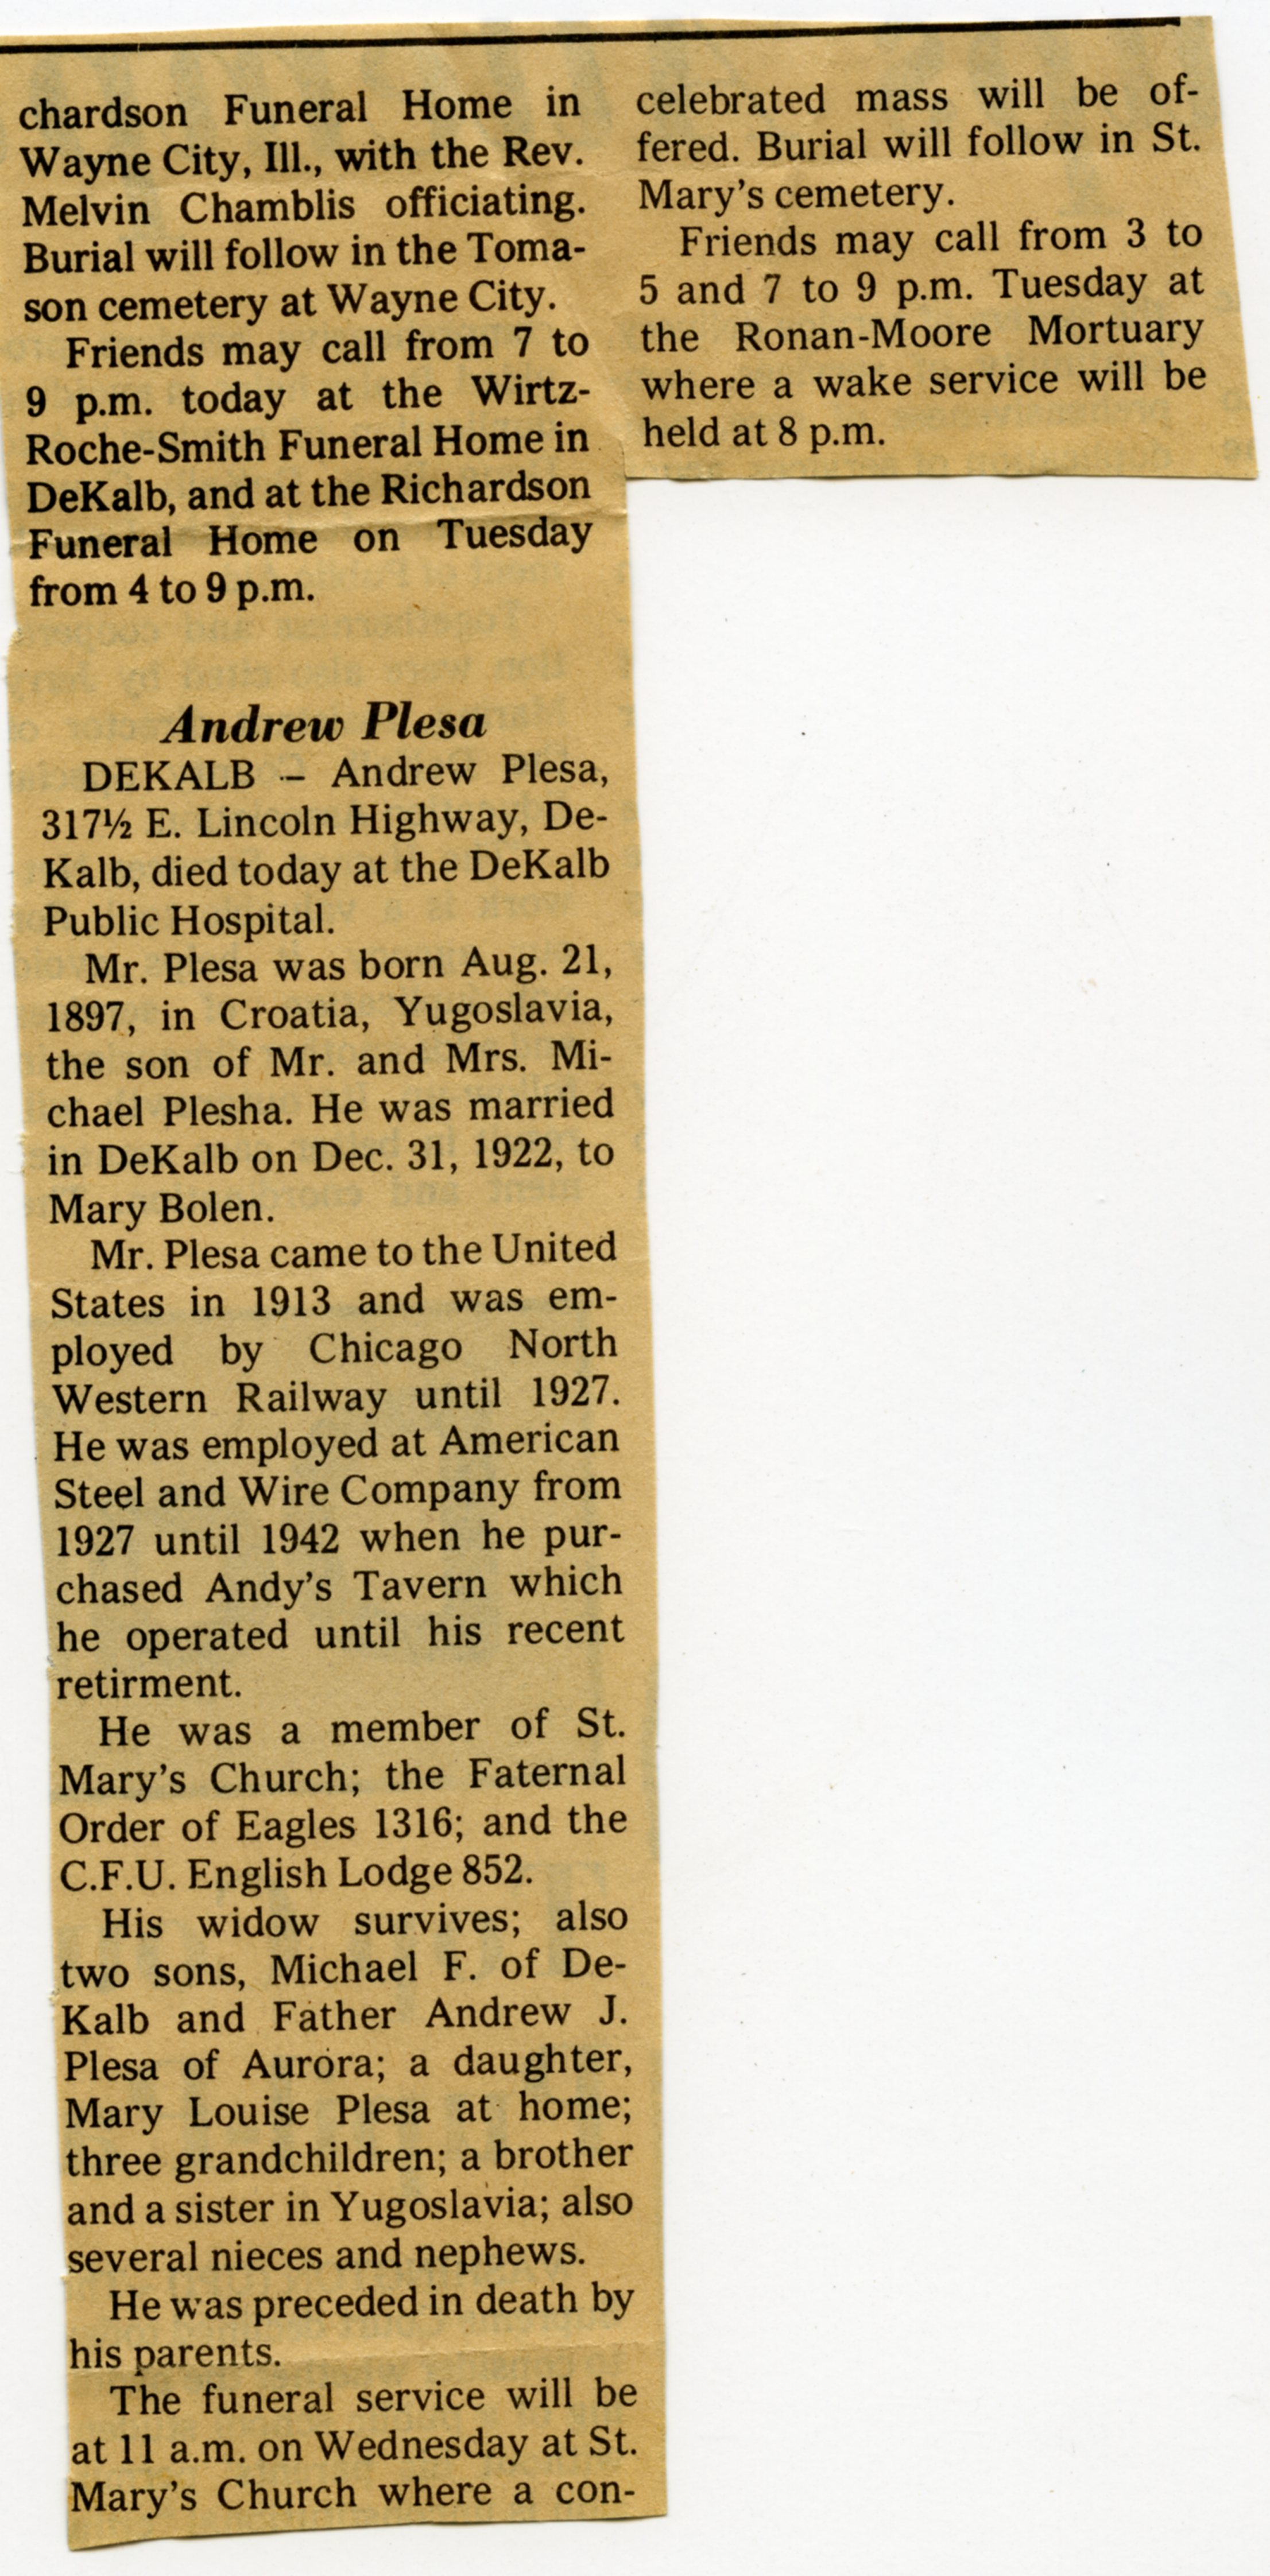 chardson Funeral Home in
Wayne City, Ill., with the Rev.
Melvin Chamblis officiating.
Burial will follow in the Toma-
son cemetery at Wayne City.
Friends may call from 7 to
9 p.m. today at the Wirtz-
Roche-Smith Funeral Home in
DeKalb, and at the Richardson
Funeral Home on Tuesday
from 4 to 9 p.m.
Andrew Plesa
DEKALB – Andrew Plesa,
317½ E. Lincoln Highway, De-
Kalb, died today at the DeKalb
Public Hospital.
Mr. Plesa was born Aug. 21,
1897, in Croatia, Yugoslavia,
the son of Mr. and Mrs. Mi-
chael Plesha. He was married
in DeKalb on Dec. 31, 1922, to
Mary Bolen.
Mr. Plesa came to the United
States in 1913 and was em-
ployed by Chicago North
Western Railway until 1927.
He was employed at American
Steel and Wire Company from
1927 until 1942 when he pur-
chased Andy's Tavern which
he operated until his recent
retirment.
He was a member of St.
Mary's Church; the Faternal
Order of Eagles 1316; and the
C.F.U. English Lodge 852.
His widow survives; also
two sons, Michael F. of De-
Kalb and Father Andrew J.
Plesa of Aurora; a daughter,
Mary Louise Plesa at home;
three grandchildren; a brother
and a sister in Yugoslavia; also
several nieces and nephews.
He was preceded in death by
his parents.
The funeral service will be
at 11 a.m. on Wednesday at St.
Mary's Church where a con-
celebrated mass will be of-
fered. Burial will follow in St.
Mary's cemetery.
Friends may call from 3 to
5 and 7 to 9 p.m. Tuesday at
the Ronan-Moore Mortuary
where a wake service will be
held at 8 p.m.